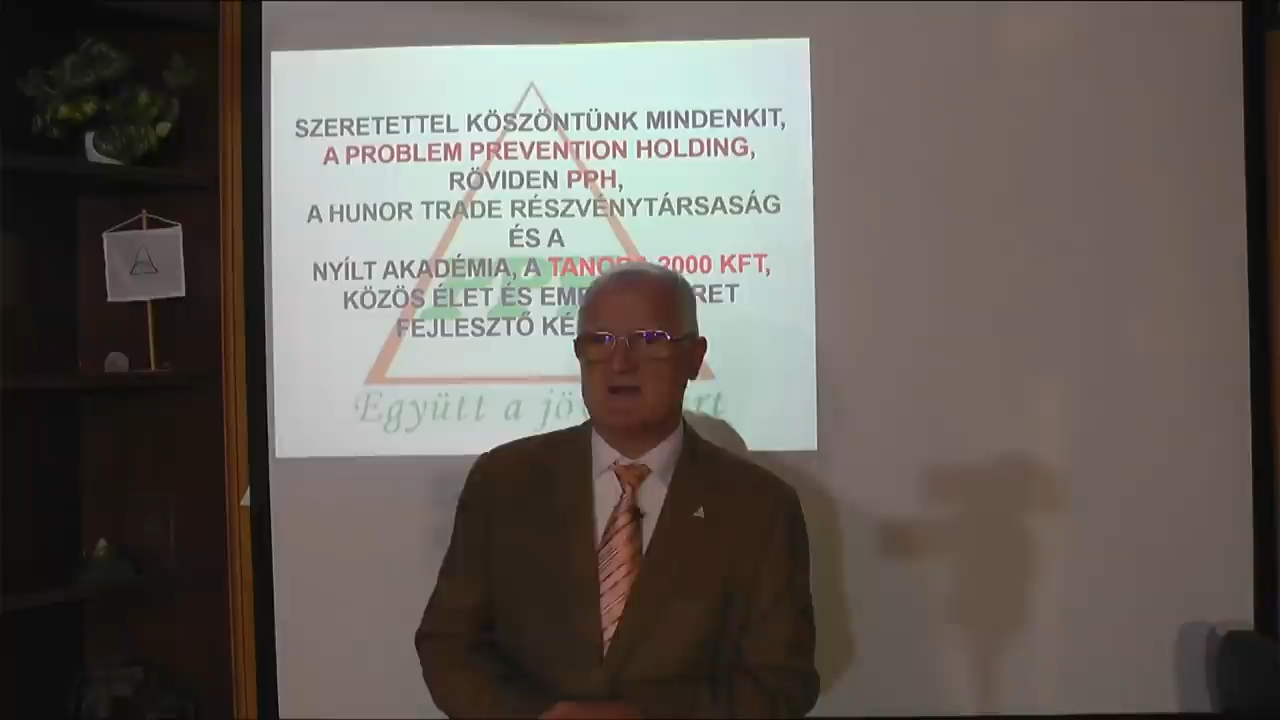 SZERETETTEL KÖSZÖNTÜNK MINDENKIT,
A PROBLEM PREVENTION HOLDING,
RÖVIDEN PPH,
A HUNOR TRADE RÉSZVÉNYTÁRSASÁG
ÉS A
NYÍLT AKADÉMIA, A 2000 KFT,
KÖZÖS ÉLET ÉS
FEJLESZTŐ
Együtt a